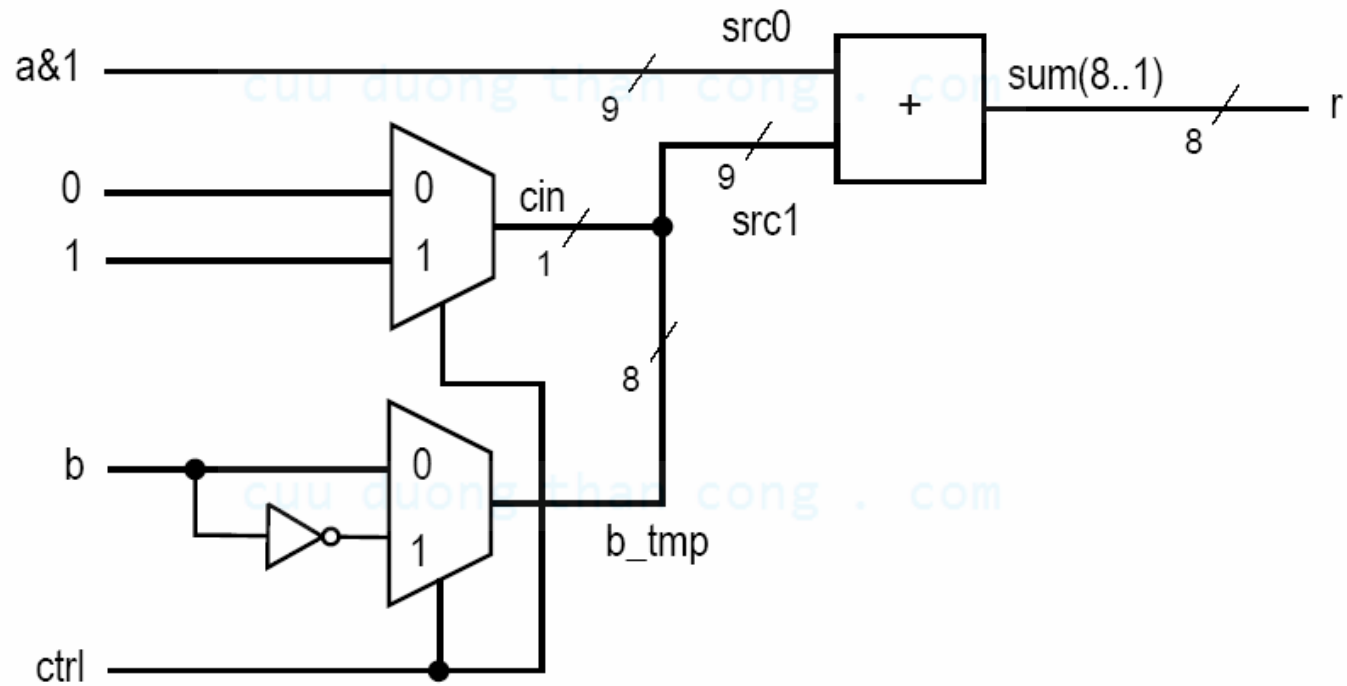 src0
a&1
sum(8..1)
cuu duong than cong . com
+
r
9
8
0
0
cin
9
src1
1
1
1
8
b
0
cuu duong than cong . com
1
b_tmp
ctrl